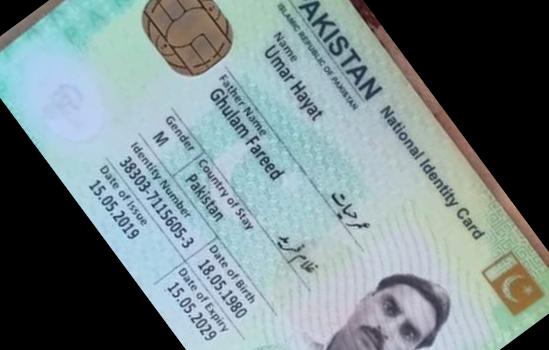 PAKISTAN National Identity Card
ISLAMIC REPUBLIC OF PAKISTAN
Name
Umar Hayat
عمر حیات
Father Name
Ghulam Fareed
غلام فرید
Gender Country of Stay
M Pakistan
Identity Number Date of Birth
38303-7115605-3 18.05.1980
Date of Issue Date of Expiry
15.05.2019 15.05.2029